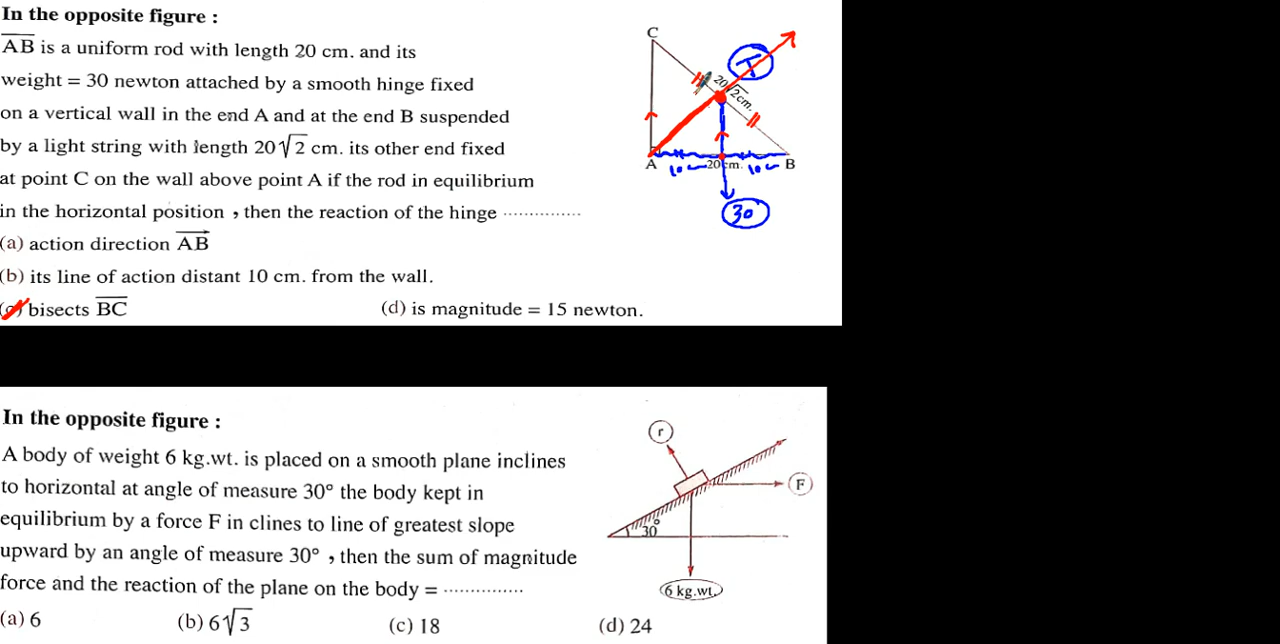 In the opposite figure :
AB is a uniform rod with length 20 cm. and its
weight = 30 newton attached by a smooth hinge fixed
on a vertical wall in the end A and at the end B suspended
by a light string with length 20√2 cm. its other end fixed
at point C on the wall above point A if the rod in equilibrium
in the horizontal position , then the reaction of the hinge ...............
(a) action direction AB
(b) its line of action distant 10 cm. from the wall.
(c) bisects BC
(d) is magnitude = 15 newton.
C
T
20√2 cm.
A
10
20 cm.
10
B
30
In the opposite figure :
A body of weight 6 kg.wt. is placed on a smooth plane inclines
to horizontal at angle of measure 30° the body kept in
equilibrium by a force F in clines to line of greatest slope
upward by an angle of measure 30° , then the sum of magnitude
force and the reaction of the plane on the body = ...............
(a) 6
(b) 6√3
(c) 18
(d) 24
r
F
30°
6 kg.wt.